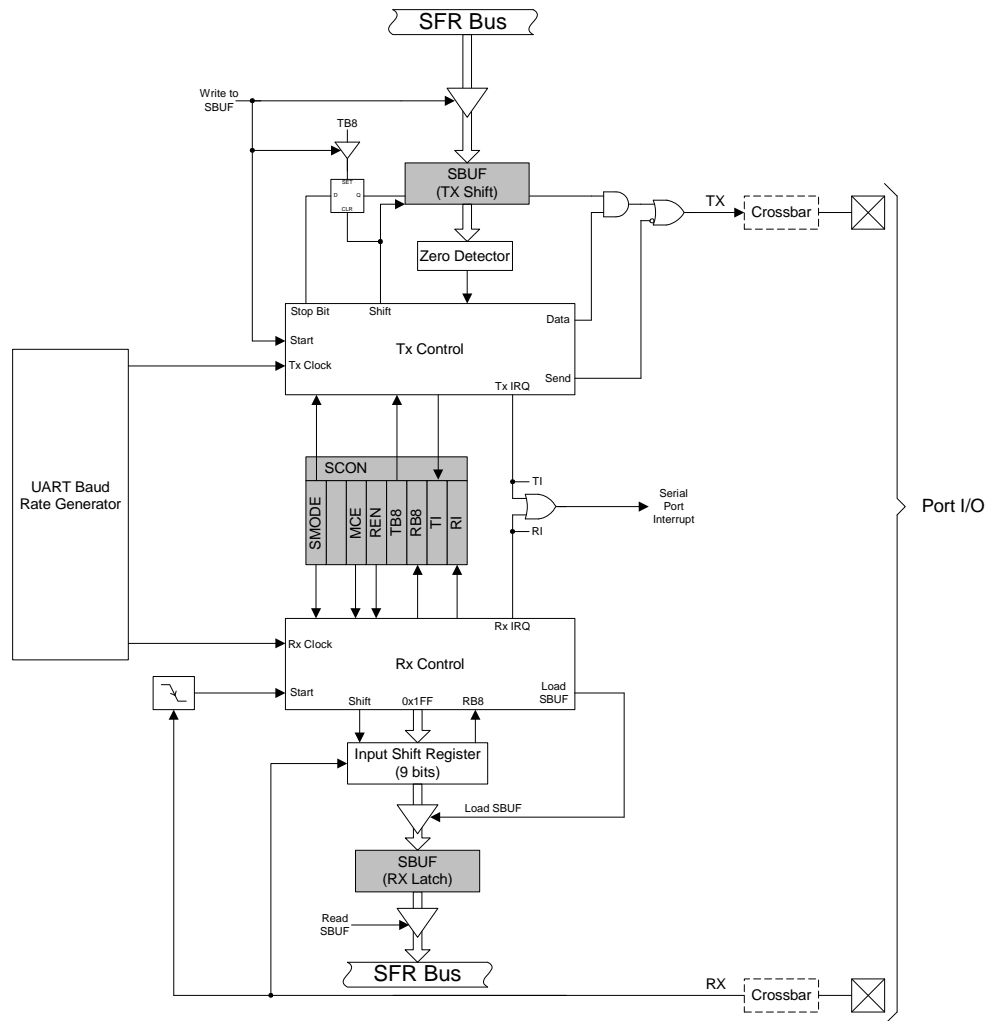 SFR Bus
Write to
SBUF
TB8
SET
D
Q
CLR
SBUF
(TX Shift)
TX
Crossbar
Zero Detector
Stop Bit
Shift
Data
Start
Tx Control
Tx Clock
Send
Tx IRQ
UART Baud
Rate Generator
SCON
SMODE
MCE
REN
TB8
RB8
TI
RI
TI
Serial
Port
Interrupt
RI
Port I/O
Rx IRQ
Rx Clock
Rx Control
Start
Load
SBUF
Shift
0x1FF
RB8
Input Shift Register
(9 bits)
Load SBUF
SBUF
(RX Latch)
Read
SBUF
SFR Bus
RX
Crossbar